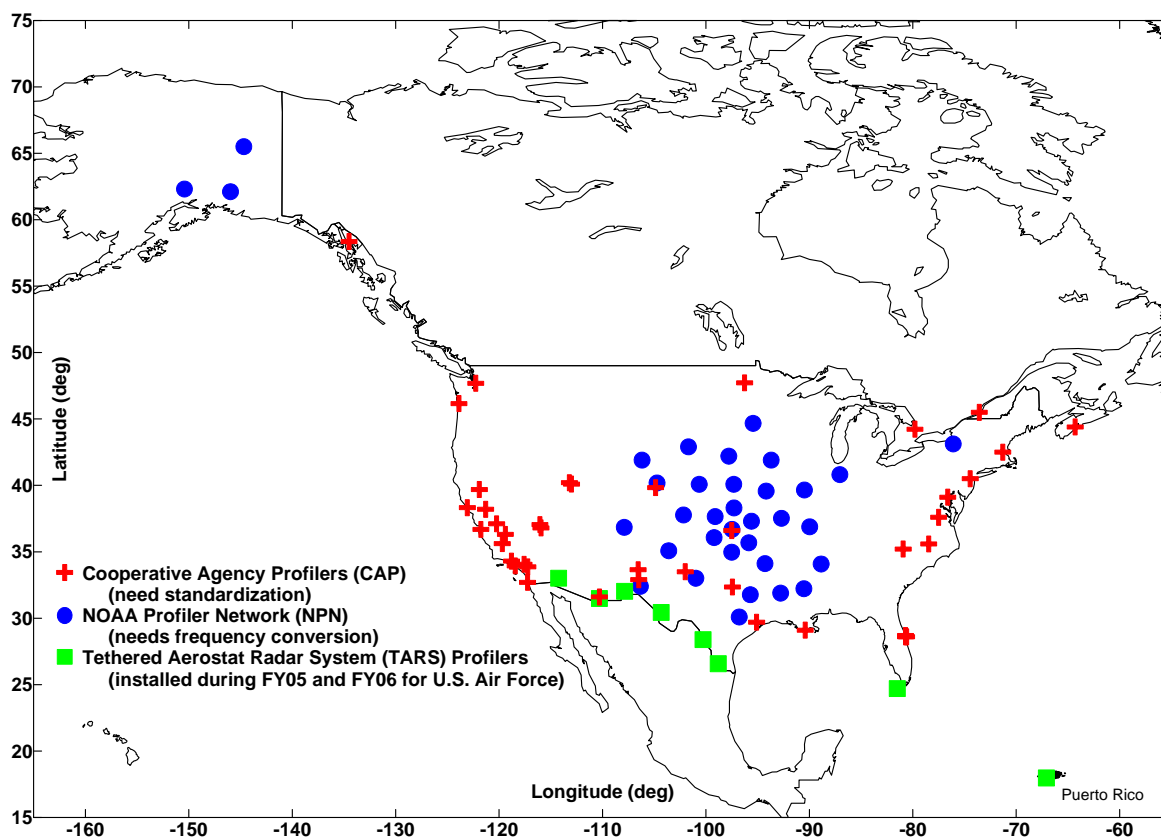 75
70
65
60
55
50
45
40
35
30
25
20
15
Latitude (deg)
Cooperative Agency Profilers (CAP)
(need standardization)
NOAA Profiler Network (NPN)
(needs frequency conversion)
Tethered Aerostat Radar System (TARS) Profilers
(installed during FY05 and FY06 for U.S. Air Force)
Longitude (deg)
Puerto Rico
-160 -150 -140 -130 -120 -110 -100 -90 -80 -70 -60